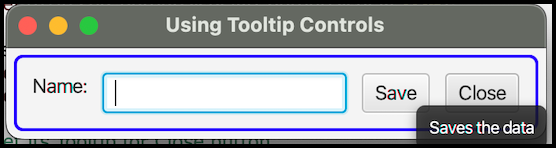 Using Tooltip Controls
Name:
Save
Close
Saves the data